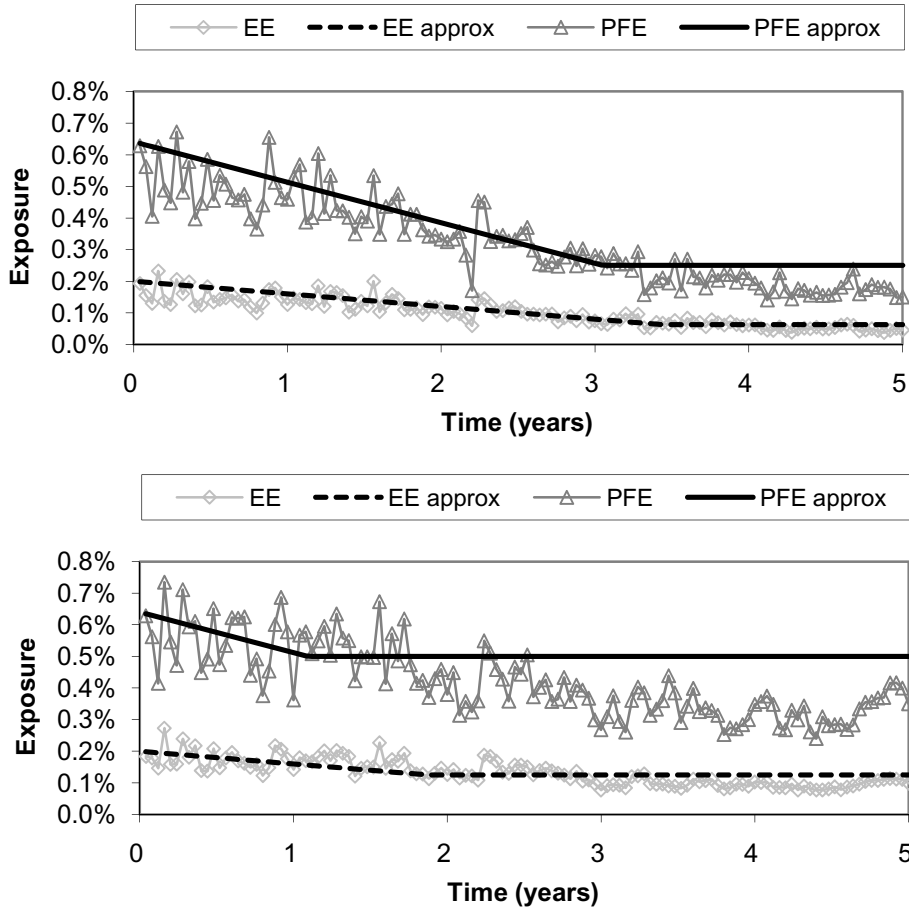 EE EE approx PFE PFE approx
0.8%
0.7%
0.6%
0.5%
0.4%
0.3%
0.2%
0.1%
0.0%
Exposure
0 1 2 3 4 5
Time (years)
EE EE approx PFE PFE approx
0.8%
0.7%
0.6%
0.5%
0.4%
0.3%
0.2%
0.1%
0.0%
Exposure
0 1 2 3 4 5
Time (years)